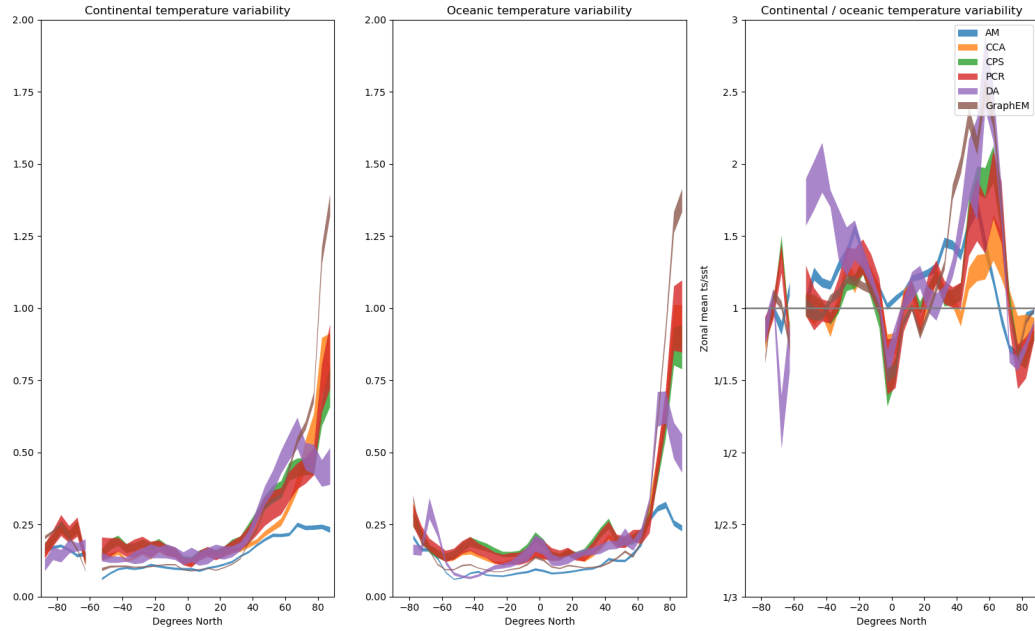 Continental temperature variability
2.00
1.75
1.50
1.25
1.00
0.75
0.50
0.25
0.00
−80 −60 −40 −20 0 20 40 60 80
Degrees North
Oceanic temperature variability
2.00
1.75
1.50
1.25
1.00
0.75
0.50
0.25
0.00
−80 −60 −40 −20 0 20 40 60 80
Degrees North
Continental / oceanic temperature variability
Zonal mean ts/sst
3
2.5
2
1.5
1
1/1.5
1/2
1/2.5
1/3
−80 −60 −40 −20 0 20 40 60 80
Degrees North
AM
CCA
CPS
PCR
DA
GraphEM